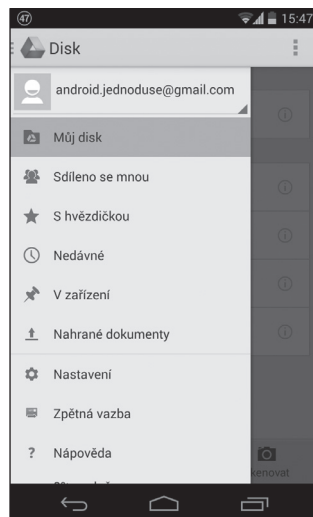 47
15:47
Disk
android.jednoduse@gmail.com
Můj disk
Sdíleno se mnou
S hvězdičkou
Nedávné
V zařízení
Nahrané dokumenty
Nastavení
Zpětná vazba
? Nápověda
kenovat